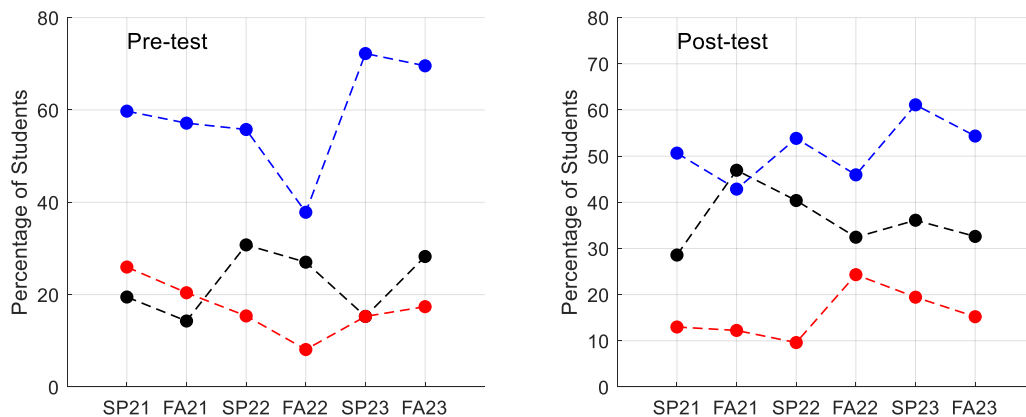 Pre-test
Percentage of Students
80
60
40
20
0
SP21 FA21 SP22 FA22 SP23 FA23
Post-test
Percentage of Students
80
70
60
50
40
30
20
10
0
SP21 FA21 SP22 FA22 SP23 FA23